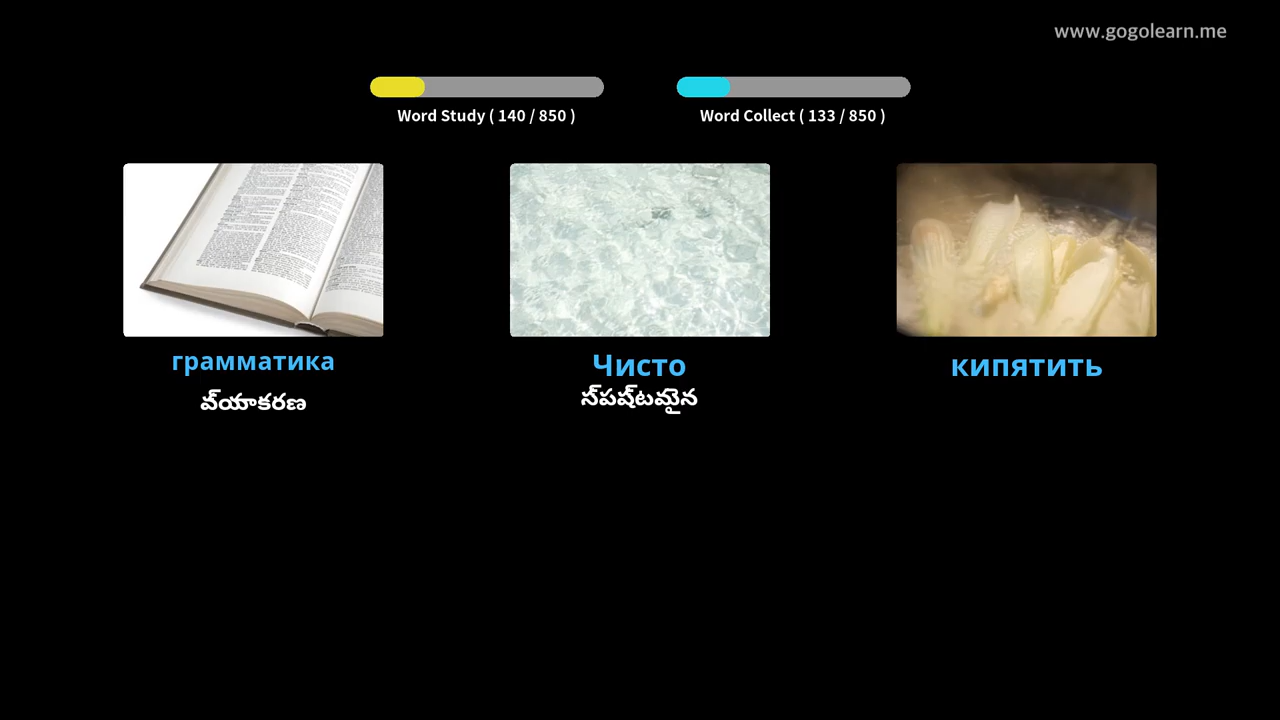 www.gogolearn.me
Word Study ( 140 / 850 )
Word Collect ( 133 / 850 )
грамматика
Чисто
кипятить
వ్యాకరణ
స్పష్టమైన